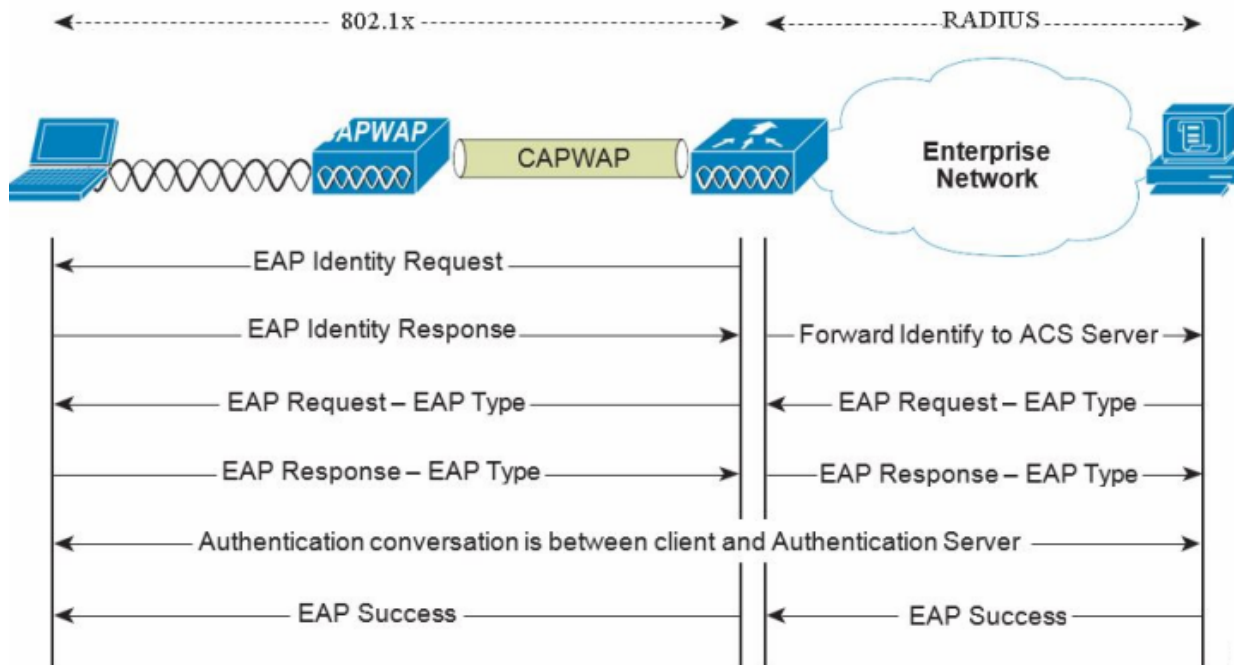 802.1x
RADIUS
CAPWAP
CAPWAP
Enterprise
Network
EAP Identity Request
EAP Identity Response
Forward Identify to ACS Server
EAP Request – EAP Type
EAP Request – EAP Type
EAP Response – EAP Type
EAP Response – EAP Type
Authentication conversation is between client and Authentication Server
EAP Success
EAP Success